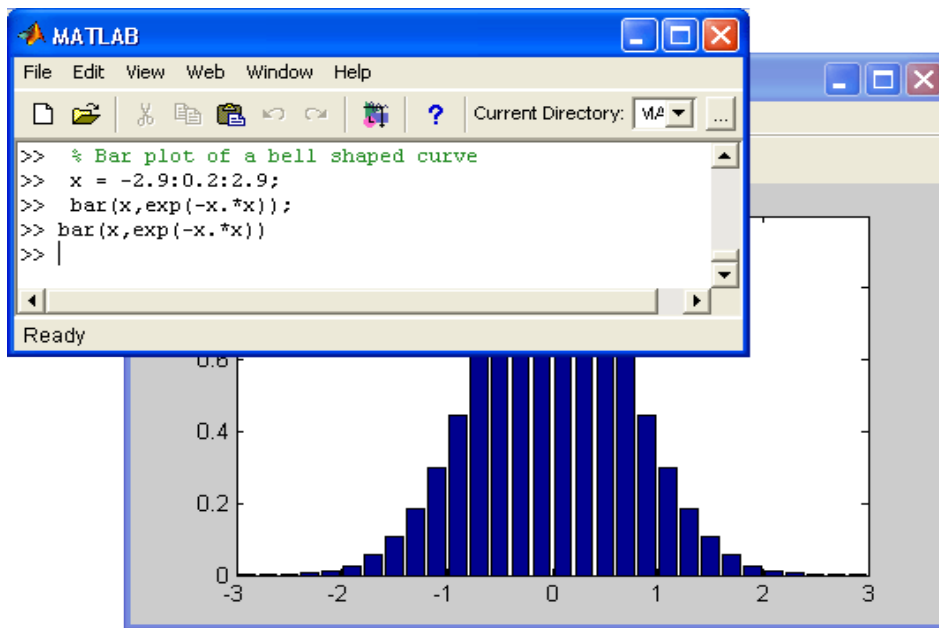 MATLAB
File Edit View Web Window Help
? Current Directory: ...
>> % Bar plot of a bell shaped curve
>> x = -2.9:0.2:2.9;
>> bar(x,exp(-x.*x));
>> bar(x,exp(-x.*x))
>>
Ready
0.4
0.2
0
-3 -2 -1 0 1 2 3